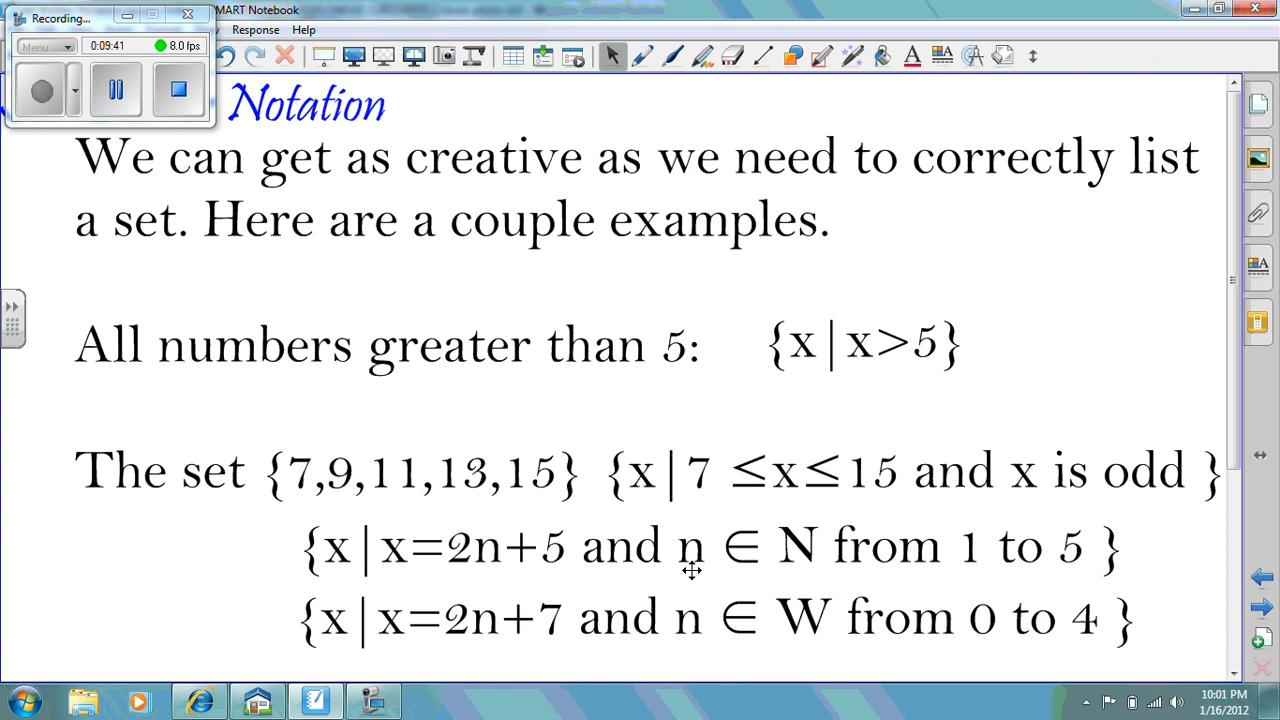 Recording...
SMART Notebook
Menu
0:09:41
8.0 fps
Response Help
Notation
We can get as creative as we need to correctly list
a set. Here are a couple examples.
All numbers greater than 5: {x|x>5}
The set {7,9,11,13,15} {x|7 ≤x≤15 and x is odd }
{x|x=2n+5 and n ∈ N from 1 to 5 }
{x|x=2n+7 and n ∈ W from 0 to 4 }
10:01 PM
1/16/2012